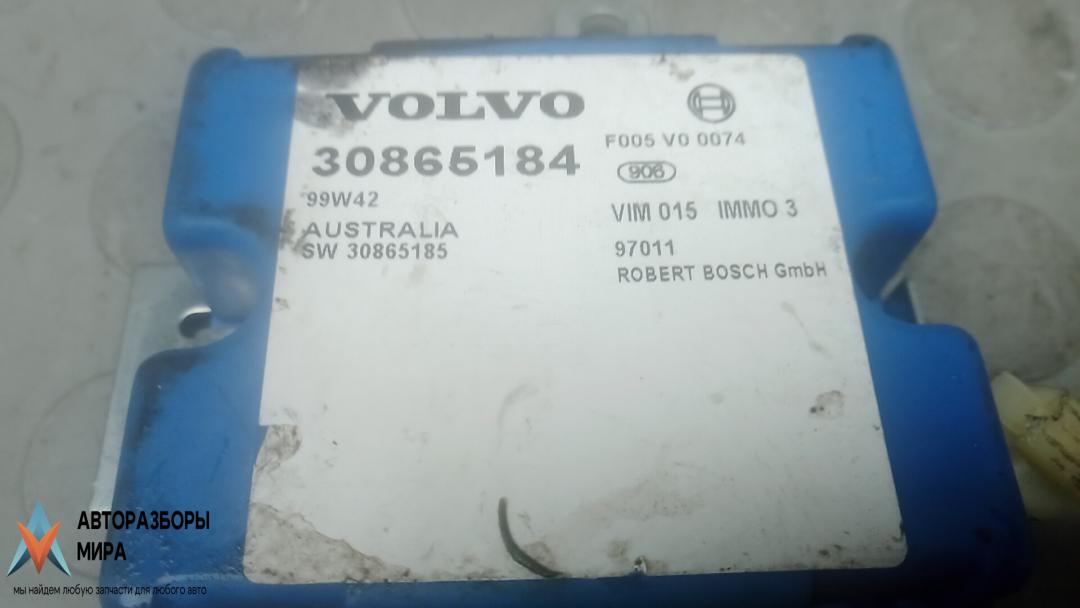 VOLVO
30865184
99W42
AUSTRALIA
SW 30865185
F005 V0 0074
906
VIM 015 IMMO 3
97011
ROBERT BOSCH GmbH
АВТОРАЗБОРЫ
МИРА
мы найдем любую запчасти для любого авто